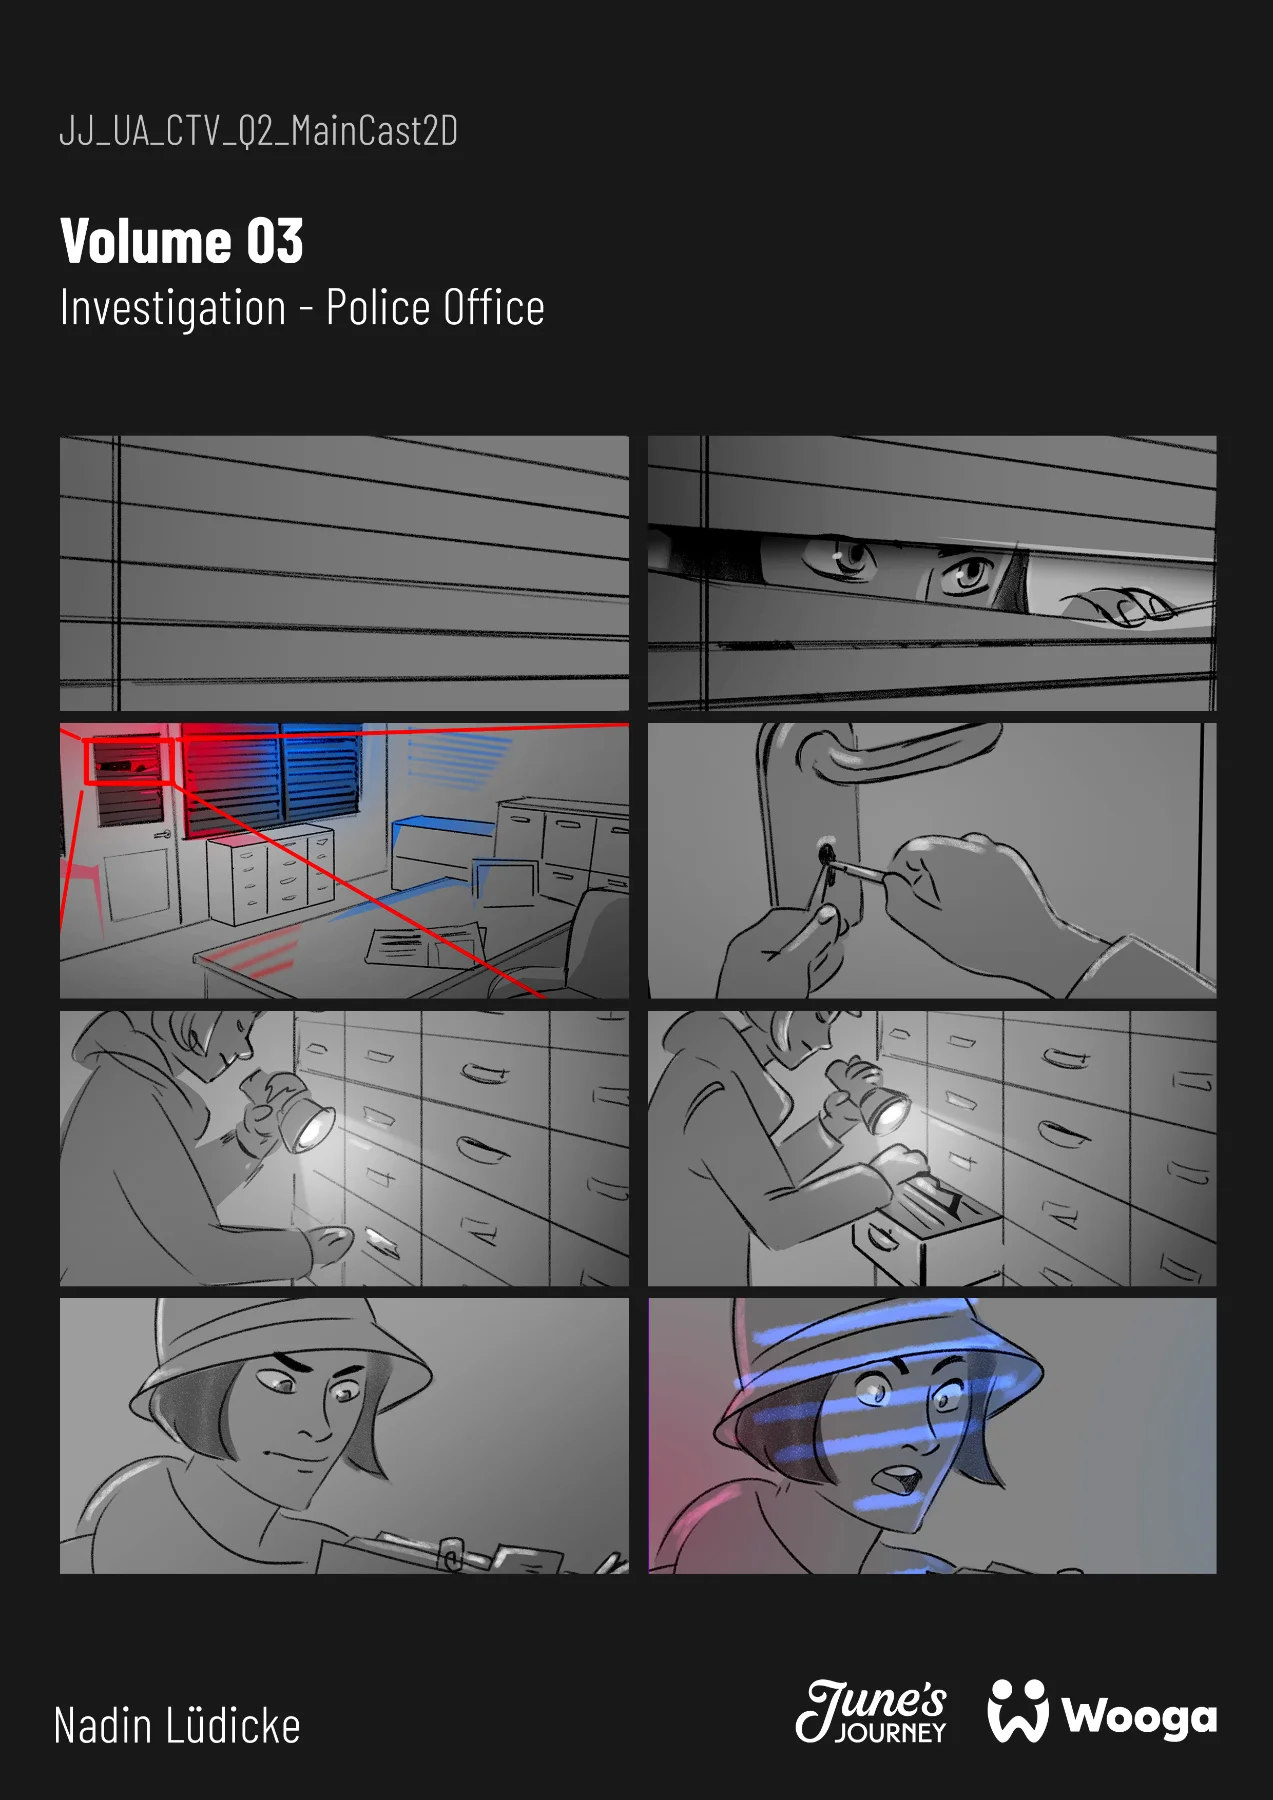 JJ_UA_CTV_Q2_MainCast2D
Volume 03
Investigation - Police Office
Nadin Lüdicke
June's
JOURNEY
Wooga